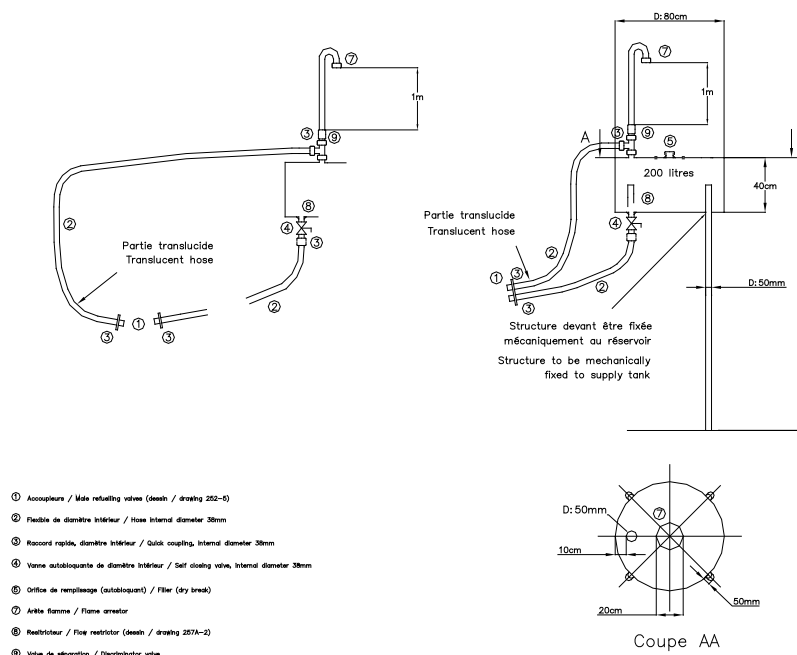 D: 80cm
⑦
⑦
1m
1m
③
⑨
A
③
⑨
⑤
200 litres
40cm
⑧
④
③
②
Partie translucide
Translucent hose
②
③
①
③
⑧
④
③
Partie translucide
Translucent hose
②
①
③
②
③
D: 50mm
Structure devant être fixée
mécaniquement au réservoir
Structure to be mechanically
fixed to supply tank
① Accoupleurs / Male refuelling valves (dessin / drawing 252-5)
② Flexible de diamètre intérieur / Hose internal diameter 38mm
③ Raccord rapide, diamètre intérieur / Quick coupling, internal diameter 38mm
④ Vanne autobloquante de diamètre intérieur / Self closing valve, internal diameter 38mm
⑤ Orifice de remplissage (autobloquant) / Filler (dry break)
⑦ Arête flamme / Flame arrestor
⑧ Restricteur / Flow restrictor (dessin / drawing 257A-2)
⑨ Valve de séparation / Discriminator valve
⑦
D: 50mm
10cm
50mm
20cm
Coupe AA